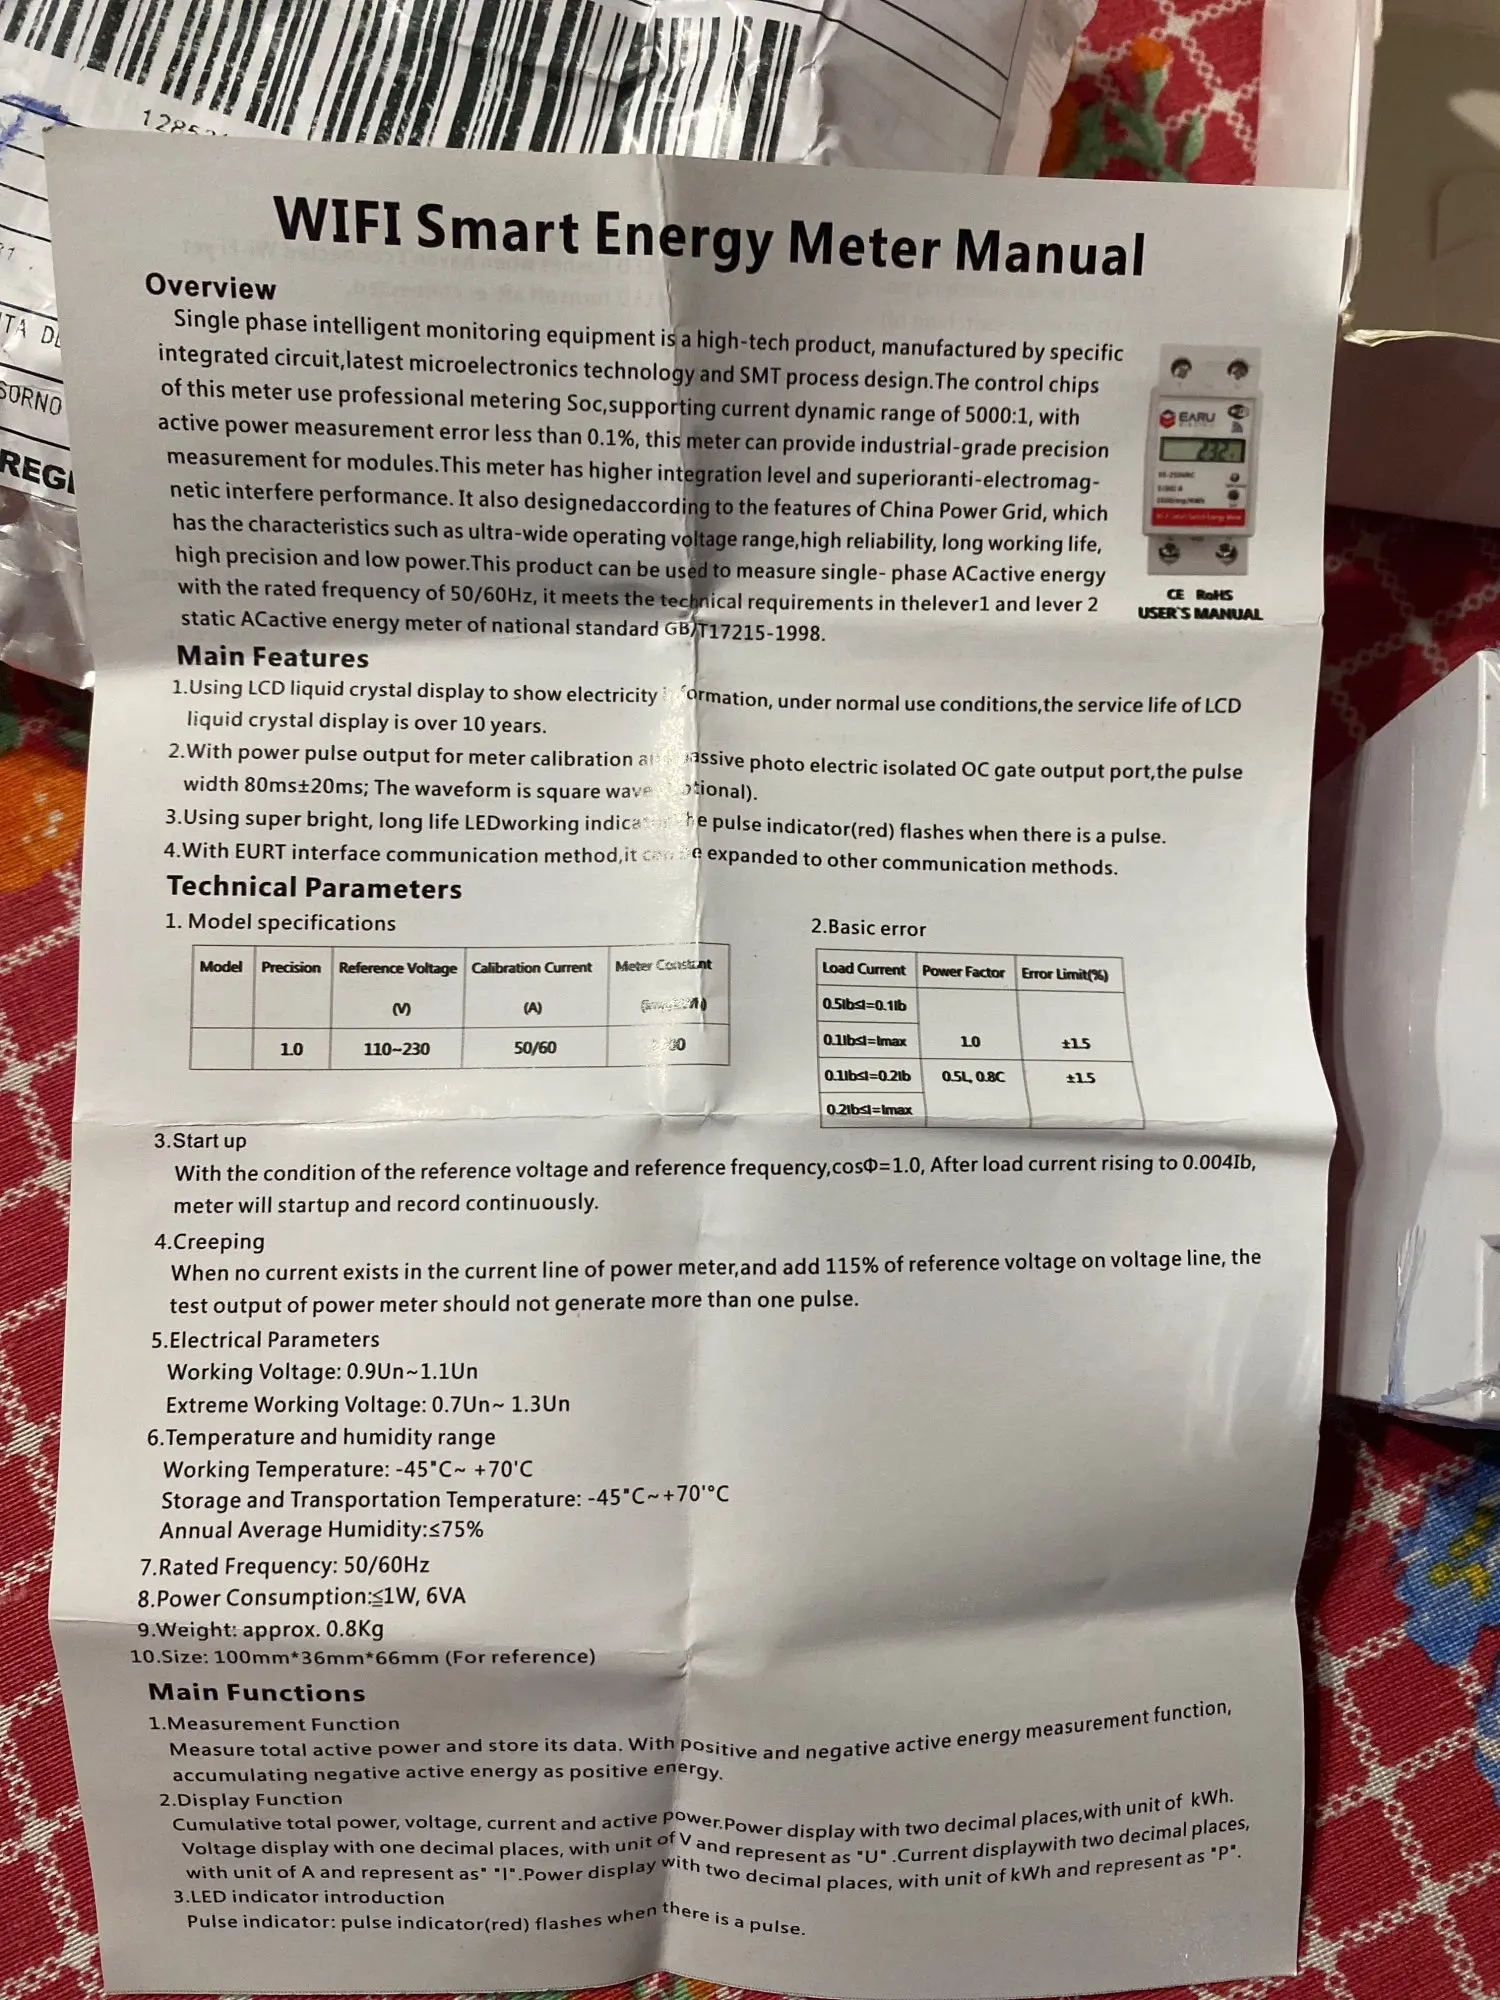 WIFI Smart Energy Meter Manual
Overview
Single phase intelligent monitoring equipment is a high-tech product, manufactured by specific
integrated circuit,latest microelectronics technology and SMT process design.The control chips
of this meter use professional metering Soc,supporting current dynamic range of 5000:1, with
active power measurement error less than 0.1%, this meter can provide industrial-grade precision
measurement for modules.This meter has higher integration level and superioranti-electromag-
netic interfere performance. It also designedaccording to the features of China Power Grid, which
has the characteristics such as ultra-wide operating voltage range,high reliability, long working life,
high precision and low power.This product can be used to measure single- phase ACactive energy
with the rated frequency of 50/60Hz, it meets the technical requirements in thelever1 and lever 2
static ACactive energy meter of national standard GB/T17215-1998.
EARU
232
CE RoHS
USER'S MANUAL
Main Features
1.Using LCD liquid crystal display to show electricity information, under normal use conditions,the service life of LCD
liquid crystal display is over 10 years.
2.With power pulse output for meter calibration passive photo electric isolated OC gate output port,the pulse
width 80ms±20ms; The waveform is square wave
3.Using super bright, long life LEDworking indicator pulse indicator(red) flashes when there is a pulse.
4.With EURT interface communication method,it can be expanded to other communication methods.
Technical Parameters
1. Model specifications
Model Precision Reference Voltage Calibration Current Meter Constant
(V) (A)
1.0 110~230 50/60
2.Basic error
Load Current Power Factor Error Limit(%)
0.5Ib≤I=0.1Ib
0.1Ib≤I=Imax 1.0 ±1.5
0.1Ib≤I=0.2Ib 0.5L, 0.8C ±1.5
0.2Ib≤I=Imax
3.Start up
With the condition of the reference voltage and reference frequency,cosΦ=1.0, After load current rising to 0.004Ib,
meter will startup and record continuously.
4.Creeping
When no current exists in the current line of power meter,and add 115% of reference voltage on voltage line, the
test output of power meter should not generate more than one pulse.
5.Electrical Parameters
Working Voltage: 0.9Un~1.1Un
Extreme Working Voltage: 0.7Un~ 1.3Un
6.Temperature and humidity range
Working Temperature: -45"C~ +70'C
Storage and Transportation Temperature: -45"C~+70'°C
Annual Average Humidity:≤75%
7.Rated Frequency: 50/60Hz
8.Power Consumption:≦1W, 6VA
9.Weight: approx. 0.8Kg
10.Size: 100mm*36mm*66mm (For reference)
Main Functions
1.Measurement Function
Measure total active power and store its data. With positive and negative active energy measurement function,
accumulating negative active energy as positive energy.
2.Display Function
Cumulative total power, voltage, current and active power.Power display with two decimal places,with unit of kWh.
Voltage display with one decimal places, with unit of V and represent as "U" .Current displaywith two decimal places,
with unit of A and represent as" "I".Power display with two decimal places, with unit of kWh and represent as "P".
3.LED indicator introduction
Pulse indicator: pulse indicator(red) flashes when there is a pulse.